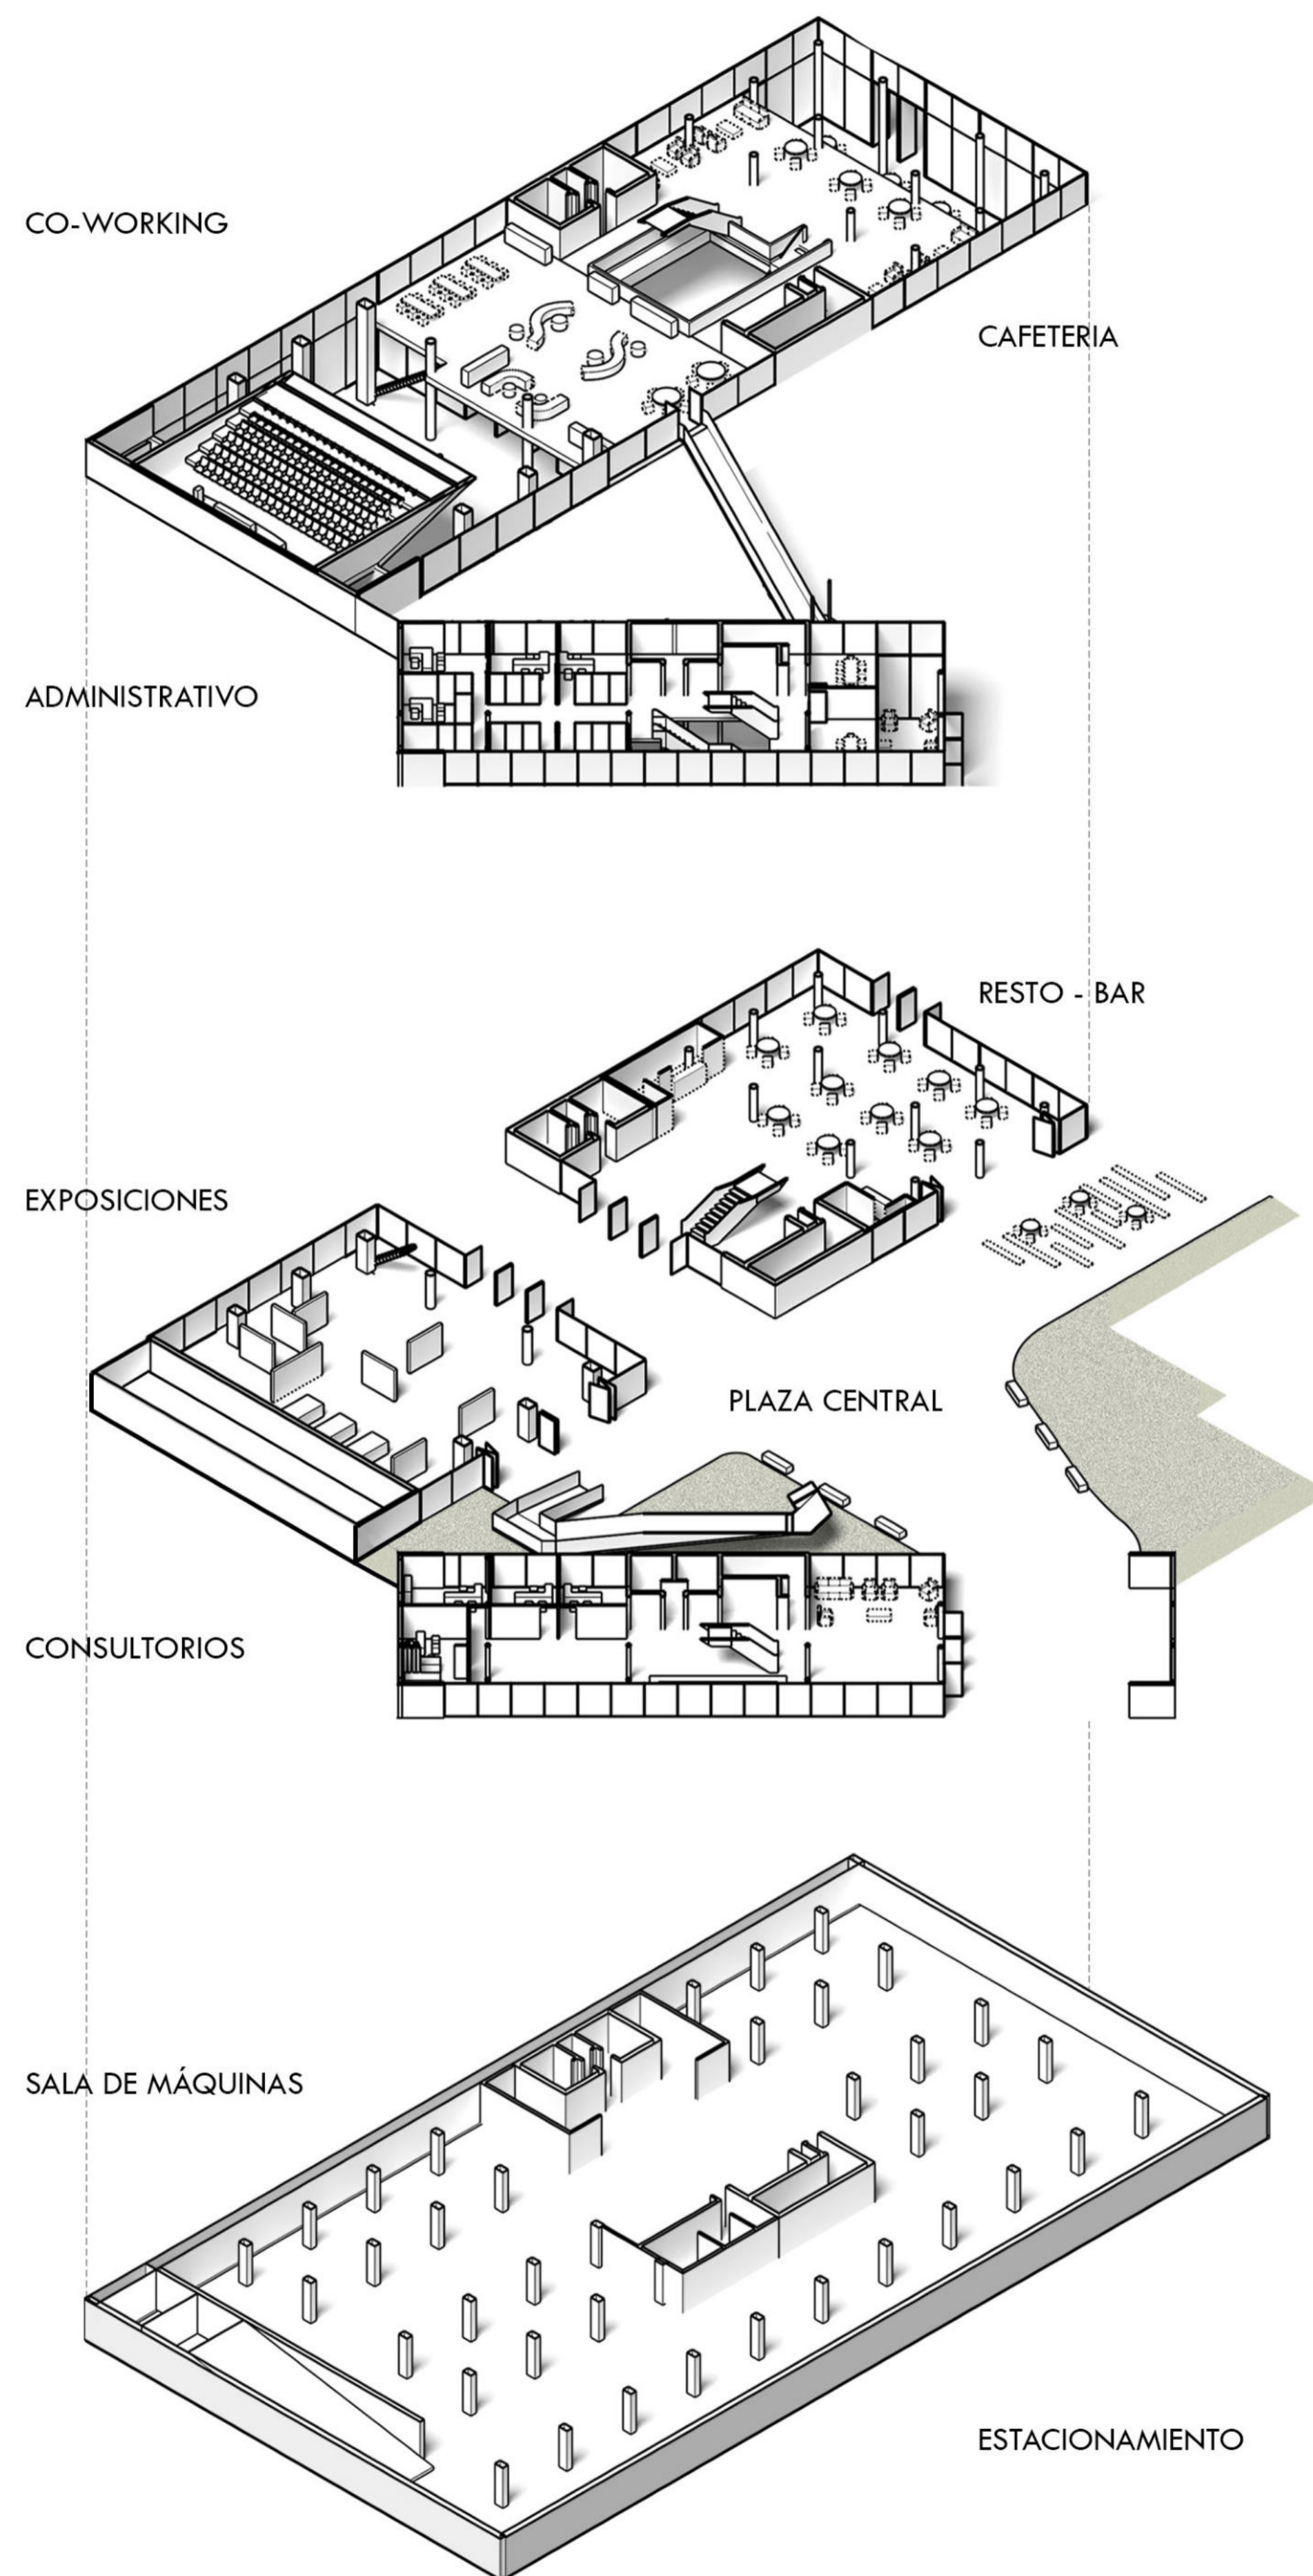 CO-WORKING
CAFETERIA
ADMINISTRATIVO
RESTO - BAR
EXPOSICIONES
PLAZA CENTRAL
CONSULTORIOS
SALA DE MÁQUINAS
ESTACIONAMIENTO